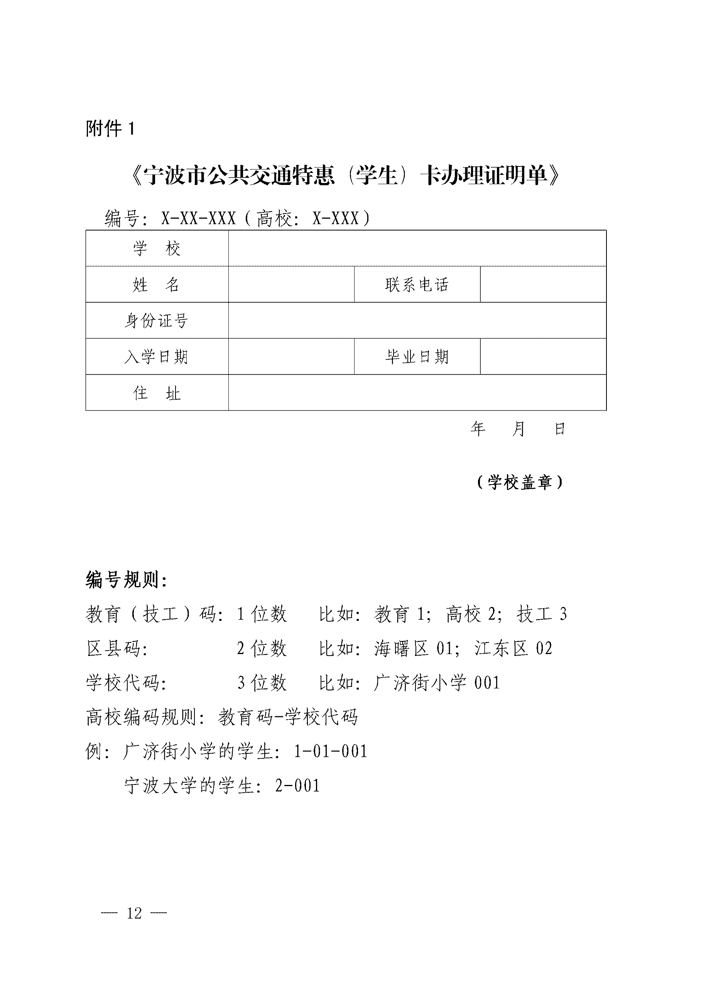 附件 1
《宁波市公共交通特惠（学生）卡办理证明单》
编号：X-XX-XXX（高校：X-XXX）
学 校
姓 名 联系电话
身份证号
入学日期 毕业日期
住 址
年 月 日
（学校盖章）
编号规则：
教育（技工）码：1 位数 比如：教育 1；高校 2；技工 3
区县码： 2 位数 比如：海曙区 01；江东区 02
学校代码： 3 位数 比如：广济街小学 001
高校编码规则：教育码-学校代码
例：广济街小学的学生：1-01-001
宁波大学的学生：2-001
— 12 —